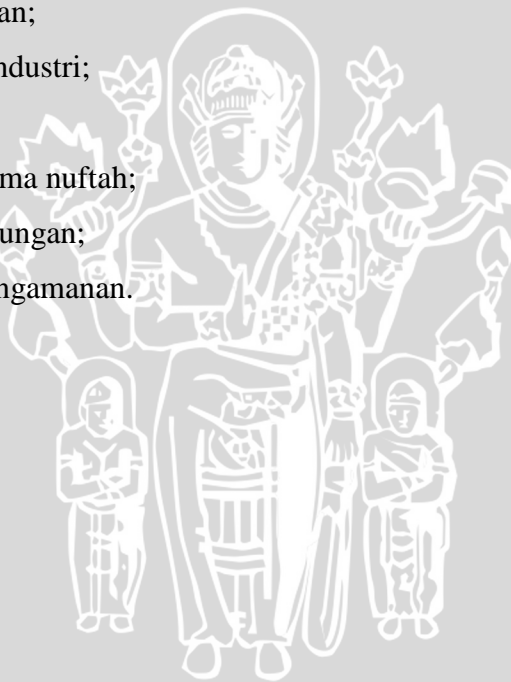 an;
ndustri;
ma nuftah;
ungan;
ngamanan.